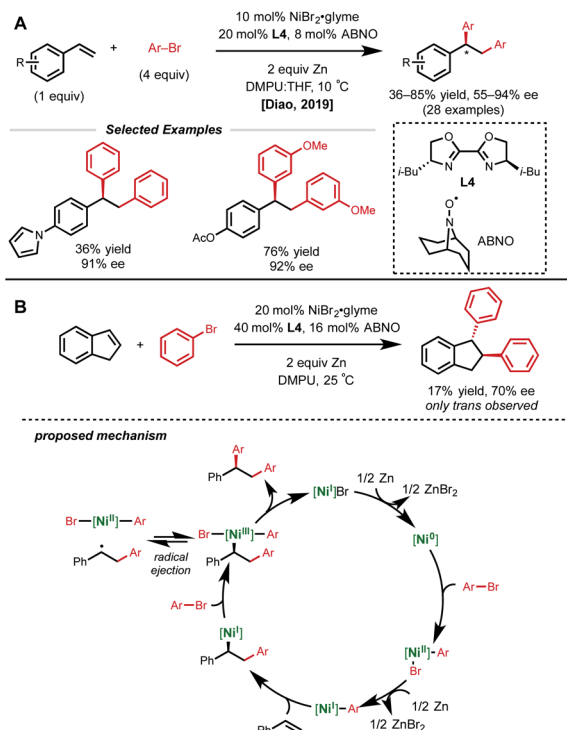 A
10 mol% NiBr2•glyme
20 mol% L4, 8 mol% ABNO
R
+
Ar–Br
(1 equiv)
(4 equiv)
2 equiv Zn
DMPU:THF, 10 °C
[Diao, 2019]
Ar
Ar
R
*
36–85% yield, 55–94% ee
(28 examples)
Selected Examples
N
36% yield
91% ee
OMe
OMe
AcO
76% yield
92% ee
O
O
N
N
i-Bu
i-Bu
L4
O•
N
ABNO
B
20 mol% NiBr2•glyme
40 mol% L4, 16 mol% ABNO
+
Br
2 equiv Zn
DMPU, 25 °C
17% yield, 70% ee
only trans observed
proposed mechanism
Ar
Ph
Ar
[NiI]Br
1/2 Zn
1/2 ZnBr2
[Ni0]
Br–[NiII]–Ar
Ph
•
Ar
radical
ejection
Br–[NiIII]–Ar
Ph
Ar
Ar–Br
Ar–Br
[NiI]
Ph
Ar
[NiII]–Ar
Br
[NiI]–Ar
1/2 Zn
1/2 ZnBr2
Ph